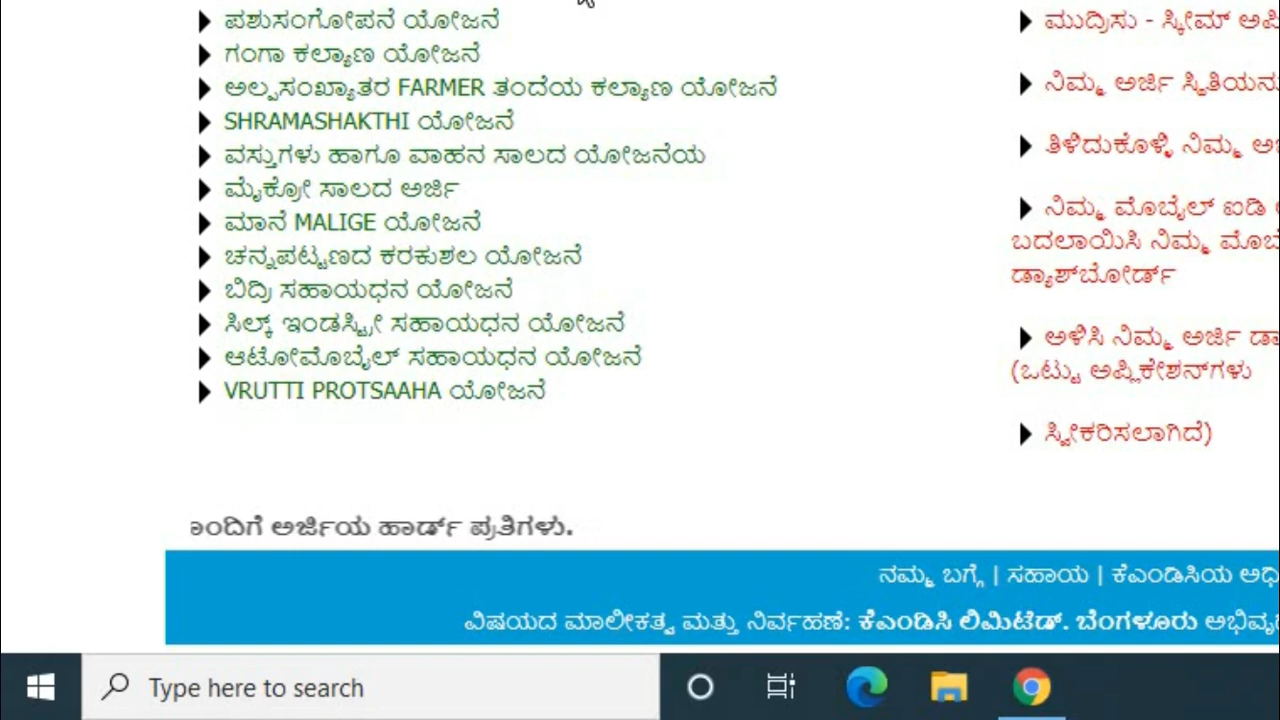 ಪಶುಸಂಗೋಪನೆ ಯೋಜನೆ
ಗಂಗಾ ಕಲ್ಯಾಣ ಯೋಜನೆ
ಅಲ್ಪಸಂಖ್ಯಾತರ FARMER ತಂದೆಯ ಕಲ್ಯಾಣ ಯೋಜನೆ
SHRAMASHAKTHI ಯೋಜನೆ
ವಸ್ತುಗಳು ಹಾಗೂ ವಾಹನ ಸಾಲದ ಯೋಜನೆಯ
ಮೈಕ್ರೋ ಸಾಲದ ಅರ್ಜಿ
ಮಾನೆ MALIGE ಯೋಜನೆ
ಚನ್ನಪಟ್ಟಣದ ಕರಕುಶಲ ಯೋಜನೆ
ಬಿದ್ರಿ ಸಹಾಯಧನ ಯೋಜನೆ
ಸಿಲ್ಕ್ ಇಂಡಸ್ಟ್ರೀ ಸಹಾಯಧನ ಯೋಜನೆ
ಆಟೋಮೊಬೈಲ್ ಸಹಾಯಧನ ಯೋಜನೆ
VRUTTI PROTSAAHA ಯೋಜನೆ
ಮುದ್ರಿಸು - ಸ್ಕೀಮ್
ನಿಮ್ಮ ಅರ್ಜಿ
ತಿಳಿದುಕೊಳ್ಳಿ ನಿಮ್ಮ
ನಿಮ್ಮ ಮೊಬೈಲ್ ಐಡಿ
ಬದಲಾಯಿಸಿ ನಿಮ್ಮ
ಡ್ಯಾಶ್‌ಬೋರ್ಡ್
ಅಳಿಸಿ ನಿಮ್ಮ ಅರ್ಜಿ
(ಒಟ್ಟು ಅಪ್ಲಿಕೇಶನ್‌ಗಳು
ಸ್ವೀಕರಿಸಲಾಗಿದೆ)
ಅರ್ಜಿಯ ಹಾರ್ಡ್ ಪ್ರತಿಗಳು.
ನಮ್ಮ ಬಗ್ಗೆ | ಸಹಾಯ | ಕೆಎಂಡಿಸಿಯ
ವಿಷಯದ ಮಾಲೀಕತ್ವ ಮತ್ತು ನಿರ್ವಹಣೆ: ಕೆಎಂಡಿಸಿ ಲಿಮಿಟೆಡ್. ಬೆಂಗಳೂರು
Type here to search